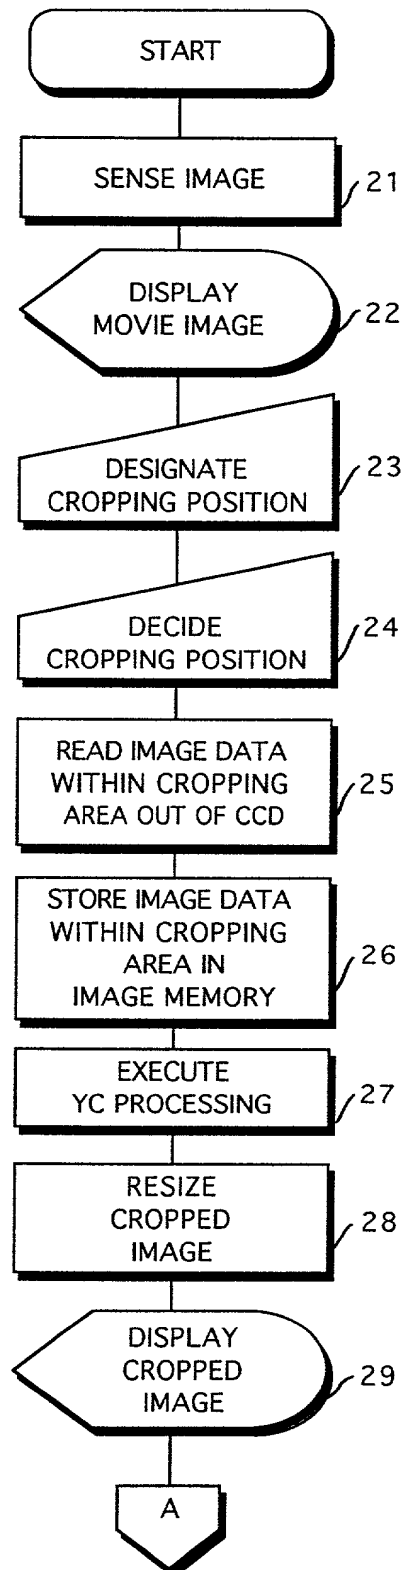 START
SENSE IMAGE
21
DISPLAY
MOVIE IMAGE
22
DESIGNATE
CROPPING POSITION
23
DECIDE
CROPPING POSITION
24
READ IMAGE DATA
WITHIN CROPPING
AREA OUT OF CCD
25
STORE IMAGE DATA
WITHIN CROPPING
AREA IN
IMAGE MEMORY
26
EXECUTE
YC PROCESSING
27
RESIZE
CROPPED
IMAGE
28
DISPLAY
CROPPED
IMAGE
29
A